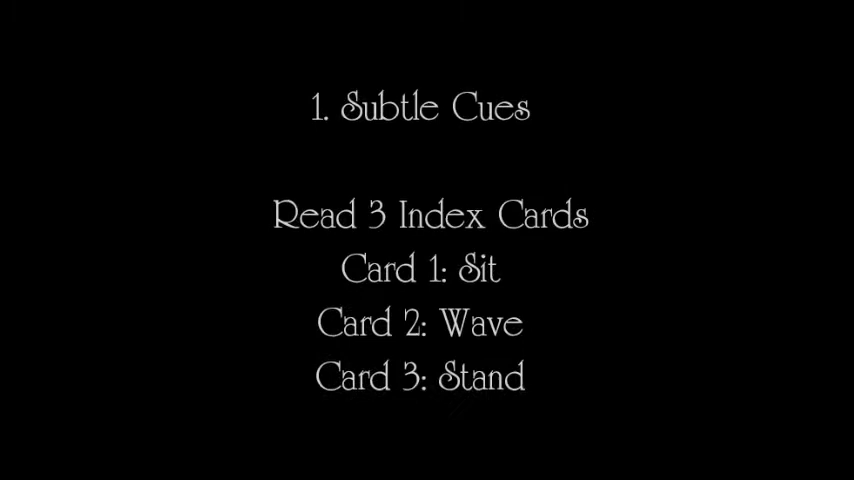 1. Subtle Cues
Read 3 Index Cards
Card 1: Sit
Card 2: Wave
Card 3: Stand